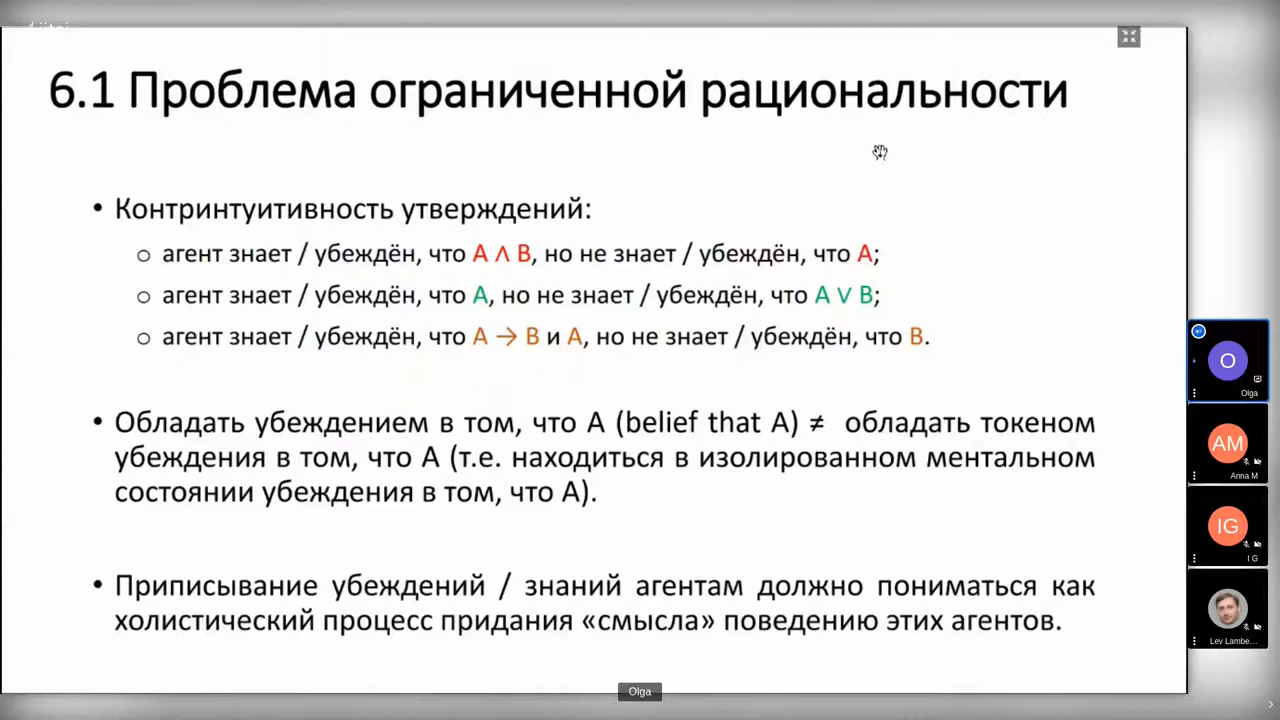 6.1 Проблема ограниченной рациональности
• Контринтуитивность утверждений:
o агент знает / убеждён, что A ∧ B, но не знает / убеждён, что A;
o агент знает / убеждён, что A, но не знает / убеждён, что A ∨ B;
o агент знает / убеждён, что A → B и A, но не знает / убеждён, что B.
• Обладать убеждением в том, что A (belief that A) ≠ обладать токеном
убеждения в том, что A (т.е. находиться в изолированном ментальном
состоянии убеждения в том, что A).
• Приписывание убеждений / знаний агентам должно пониматься как
холистический процесс придания «смысла» поведению этих агентов.
O
Olga
AM
Anna M
IG
I G
Lev Lambe...
Olga